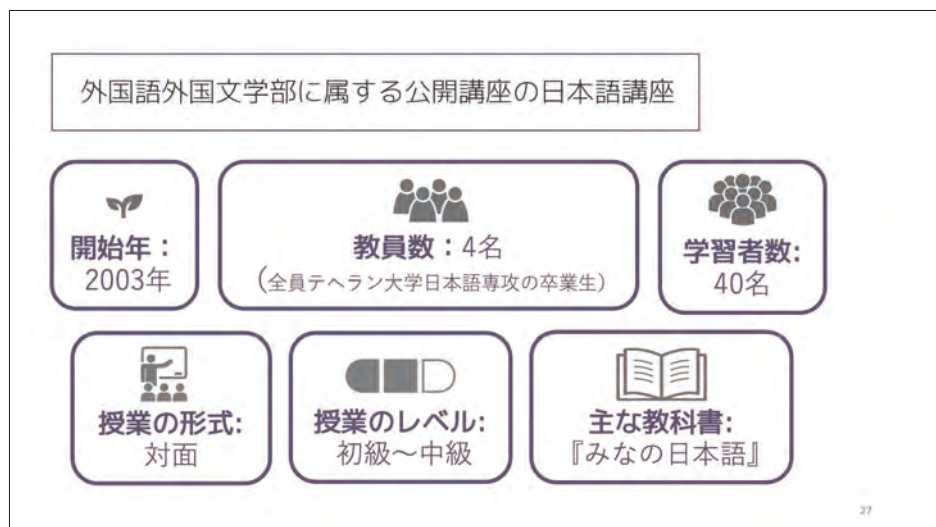 外国語外国文学部に属する公開講座の日本語講座
開始年：
2003年
教員数：4名
(全員テヘラン大学日本語専攻の卒業生)
学習者数:
40名
授業の形式:
対面
授業のレベル:
初級～中級
主な教科書:
『みなの日本語』
27